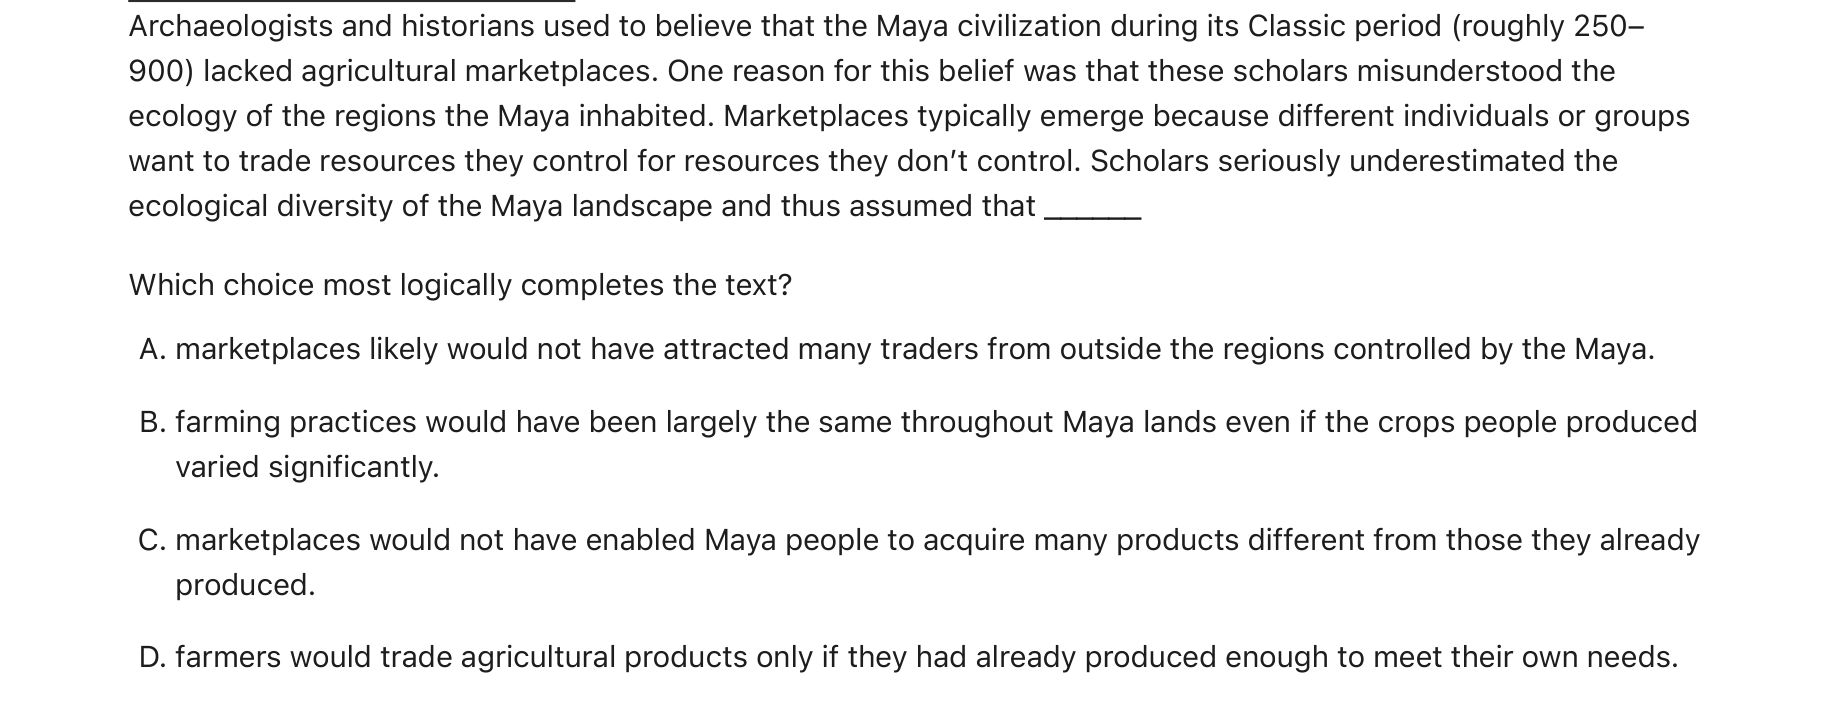 Archaeologists and historians used to believe that the Maya civilization during its Classic period (roughly 250–
900) lacked agricultural marketplaces. One reason for this belief was that these scholars misunderstood the
ecology of the regions the Maya inhabited. Marketplaces typically emerge because different individuals or groups
want to trade resources they control for resources they don’t control. Scholars seriously underestimated the
ecological diversity of the Maya landscape and thus assumed that ______
Which choice most logically completes the text?
A. marketplaces likely would not have attracted many traders from outside the regions controlled by the Maya.
B. farming practices would have been largely the same throughout Maya lands even if the crops people produced
varied significantly.
C. marketplaces would not have enabled Maya people to acquire many products different from those they already
produced.
D. farmers would trade agricultural products only if they had already produced enough to meet their own needs.